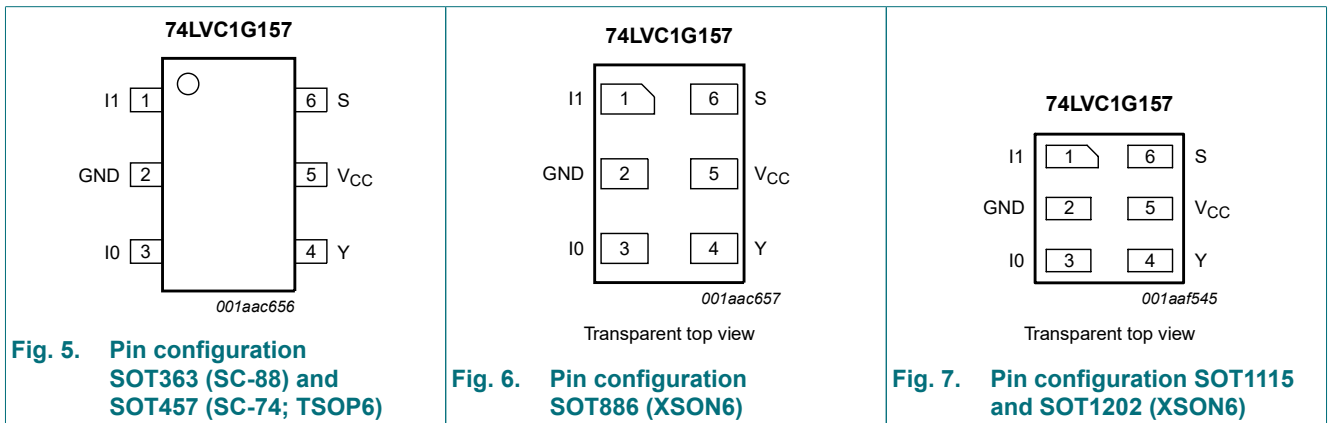 74LVC1G157
I1 1 6 S
GND 2 5 VCC
I0 3 4 Y
001aac656
Fig. 5. Pin configuration
SOT363 (SC-88) and
SOT457 (SC-74; TSOP6)
74LVC1G157
I1 1 6 S
GND 2 5 VCC
I0 3 4 Y
001aac657
Transparent top view
Fig. 6. Pin configuration
SOT886 (XSON6)
74LVC1G157
I1 1 6 S
GND 2 5 VCC
I0 3 4 Y
001aaf545
Transparent top view
Fig. 7. Pin configuration SOT1115
and SOT1202 (XSON6)